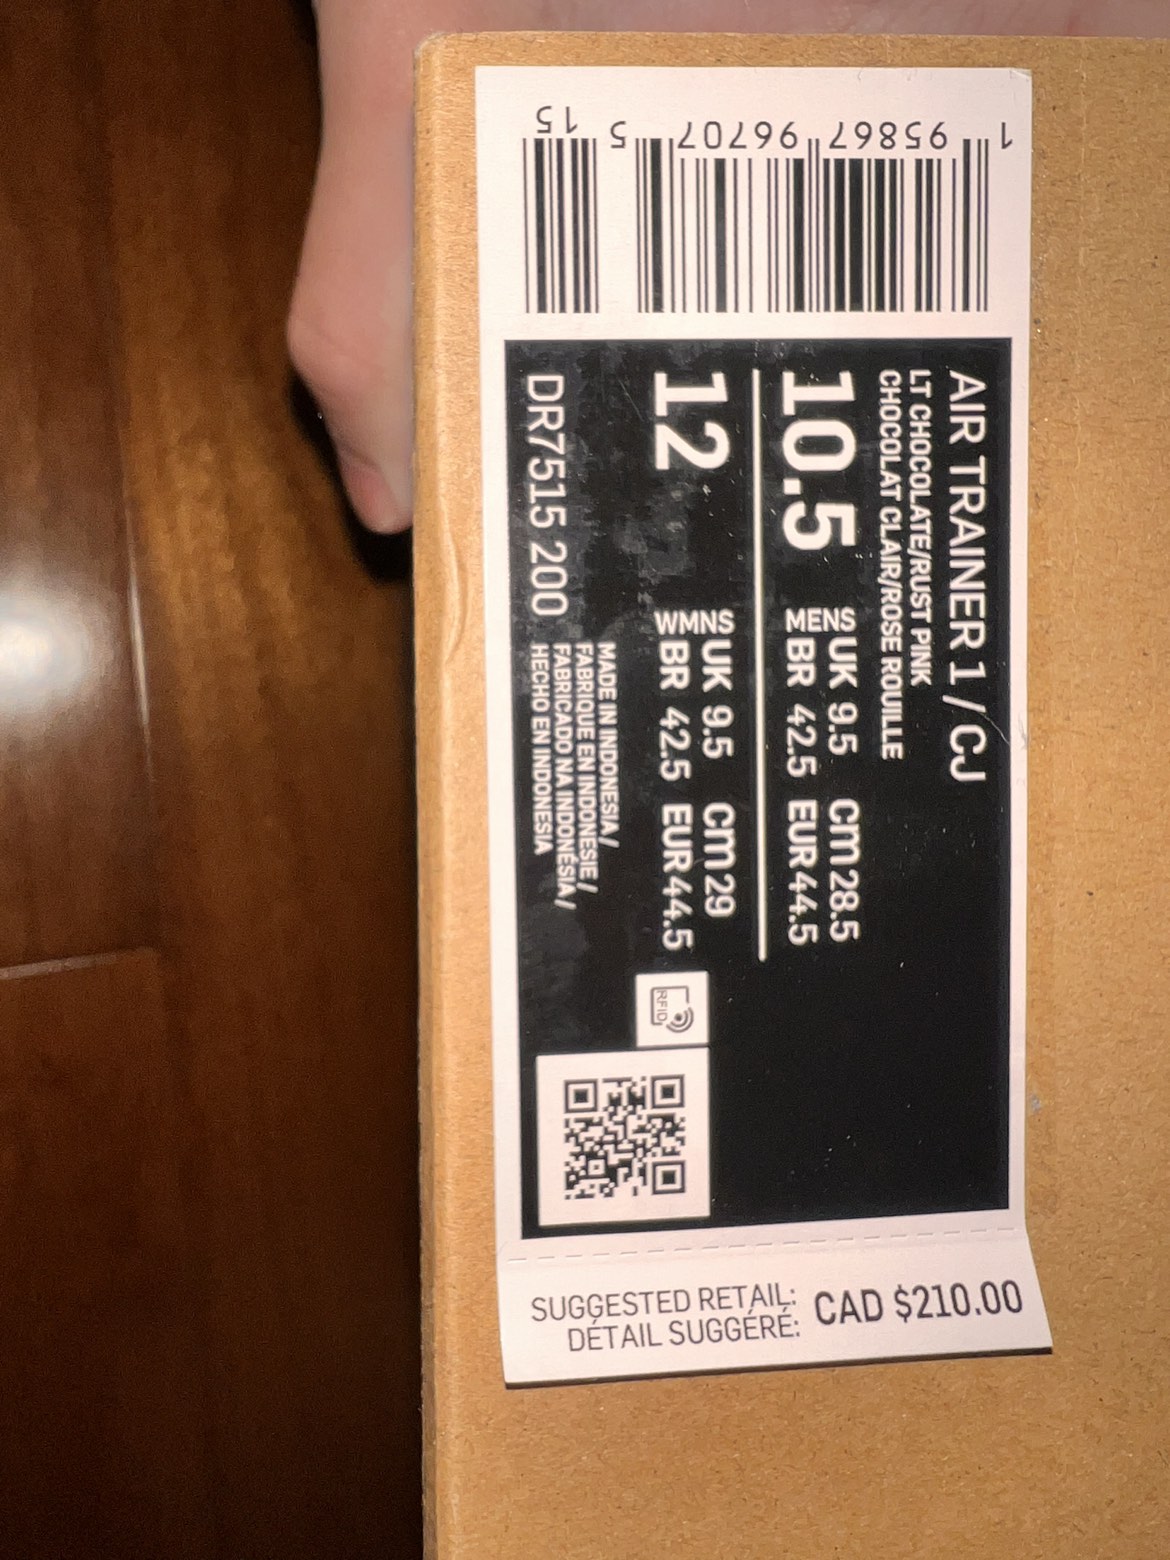 AIR TRAINER 1 / CJ
LT CHOCOLATE/RUST PINK
CHOCOLAT CLAIR/ROSE ROUILLE
10.5 MENS UK 9.5 cm 28.5
BR 42.5 EUR 44.5
12 WMNS UK 9.5 cm 29
BR 42.5 EUR 44.5
DR7515 200
MADE IN INDONESIA/
FABRIQUE EN INDONESIE/
FABRICADO NA INDONÉSIA/
HECHO EN INDONESIA
RFID
1 95867 96707 5 15
SUGGESTED RETAIL: CAD $210.00
DÉTAIL SUGGÉRÉ: